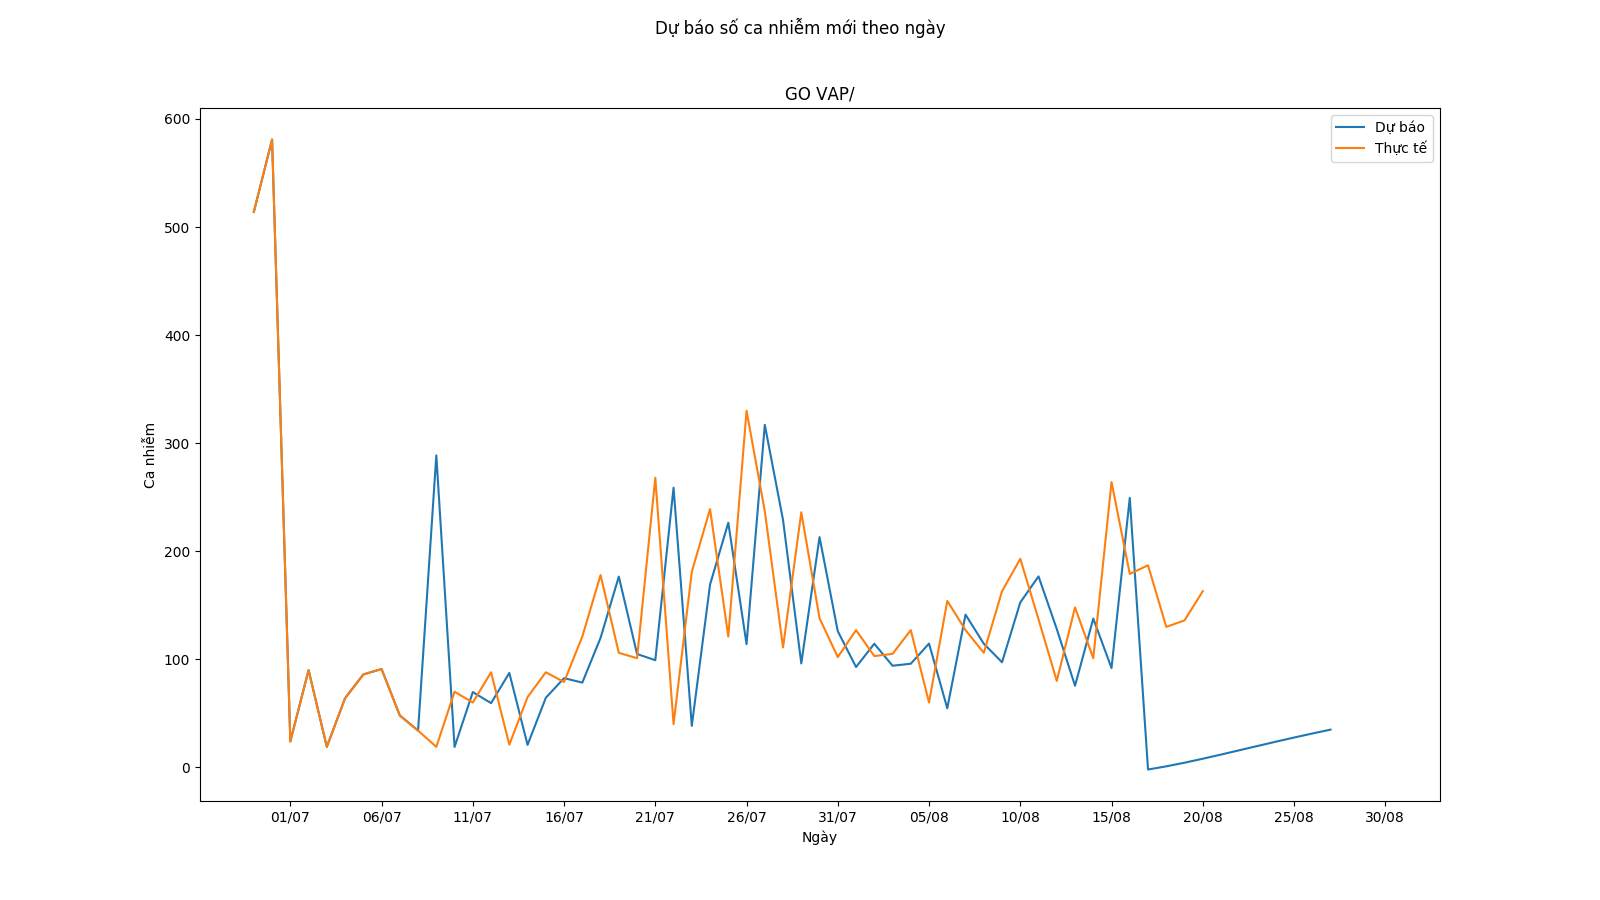 Dự báo số ca nhiễm mới theo ngày
GO VAP/
Dự báo
Thực tế
600
500
400
300
200
100
0
Ca nhiễm
01/07 06/07 11/07 16/07 21/07 26/07 31/07 05/08 10/08 15/08 20/08 25/08 30/08
Ngày